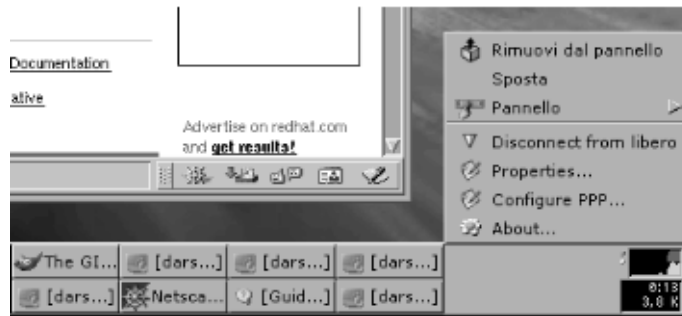 Documentation
ative
Advertise on redhat.com
and get results!
Rimuovi dal pannello
Sposta
Pannello
Disconnect from libero
Properties...
Configure PPP...
About...
The GI... [dars...] [dars...] [dars...]
[dars...] Netsca... [Guid...] [dars...]
0:13
3,8 K